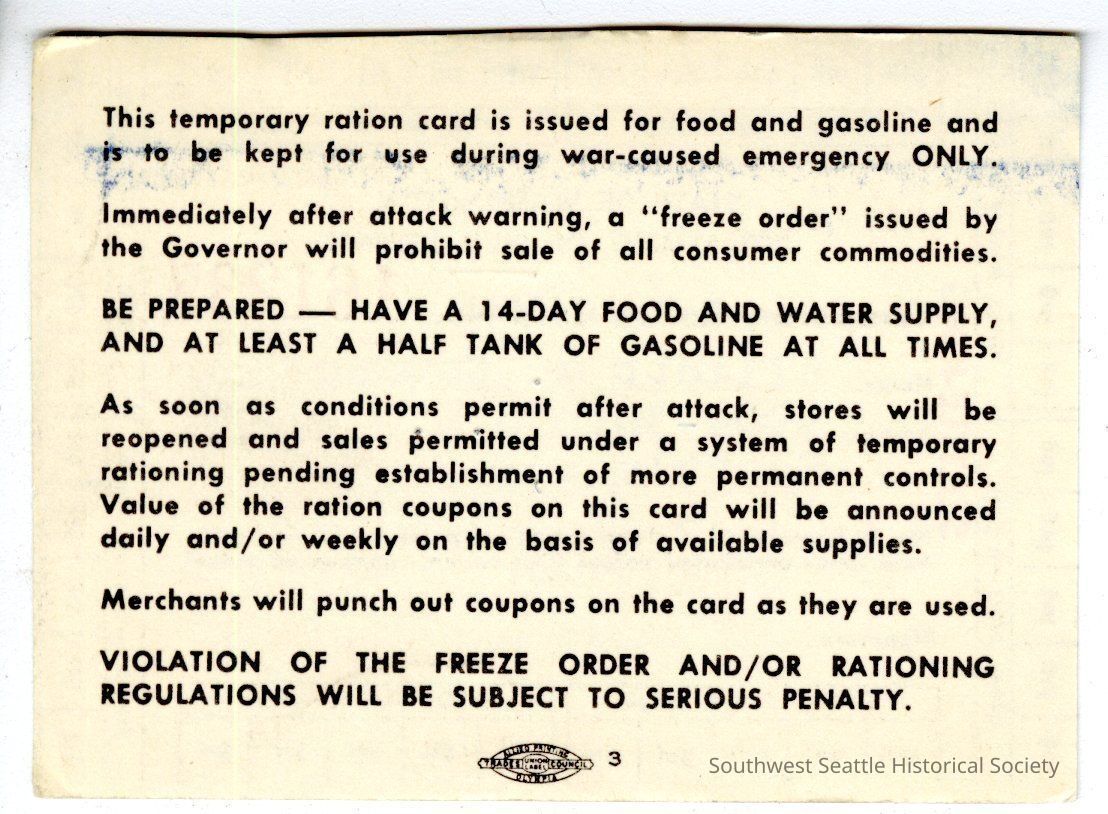 This temporary ration card is issued for food and gasoline and
is to be kept for use during war-caused emergency ONLY.
Immediately after attack warning, a “freeze order” issued by
the Governor will prohibit sale of all consumer commodities.
BE PREPARED — HAVE A 14-DAY FOOD AND WATER SUPPLY,
AND AT LEAST A HALF TANK OF GASOLINE AT ALL TIMES.
As soon as conditions permit after attack, stores will be
reopened and sales permitted under a system of temporary
rationing pending establishment of more permanent controls.
Value of the ration coupons on this card will be announced
daily and/or weekly on the basis of available supplies.
Merchants will punch out coupons on the card as they are used.
VIOLATION OF THE FREEZE ORDER AND/OR RATIONING
REGULATIONS WILL BE SUBJECT TO SERIOUS PENALTY.
ALLIED PRINTING
TRADES UNION LABEL COUNCIL
OLYMPIA
3
Southwest Seattle Historical Society